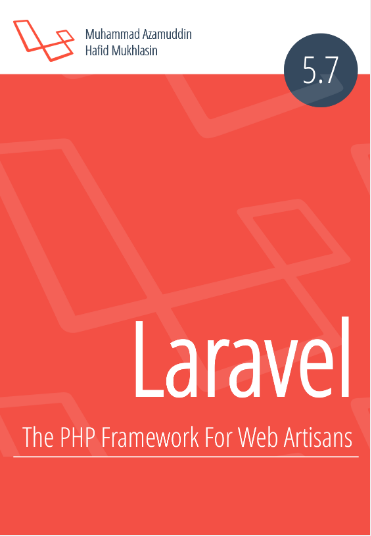 Muhammad Azamuddin
Hafid Mukhlasin
5.7
Laravel
The PHP Framework For Web Artisans